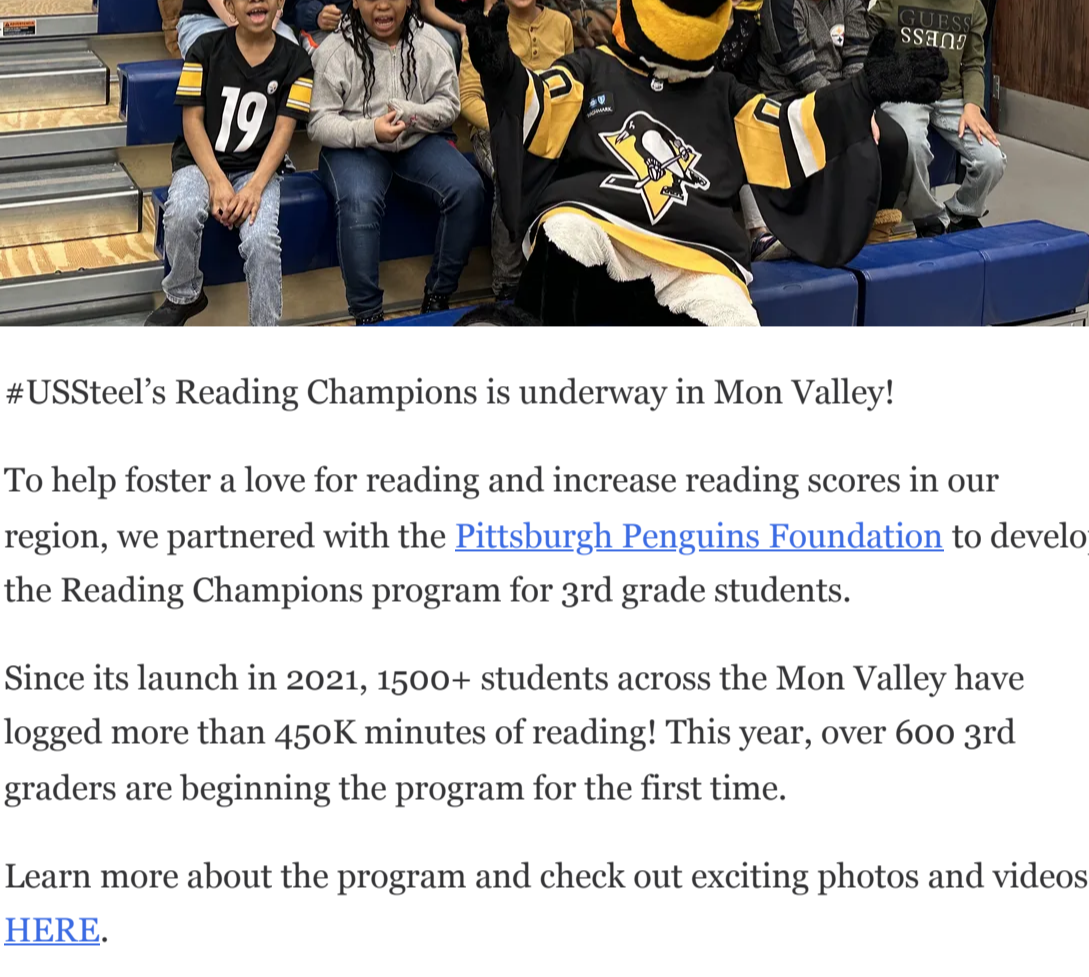 GUESS
19
#USSteel’s Reading Champions is underway in Mon Valley!
To help foster a love for reading and increase reading scores in our
region, we partnered with the Pittsburgh Penguins Foundation to develo
the Reading Champions program for 3rd grade students.
Since its launch in 2021, 1500+ students across the Mon Valley have
logged more than 450K minutes of reading! This year, over 600 3rd
graders are beginning the program for the first time.
Learn more about the program and check out exciting photos and videos
HERE.